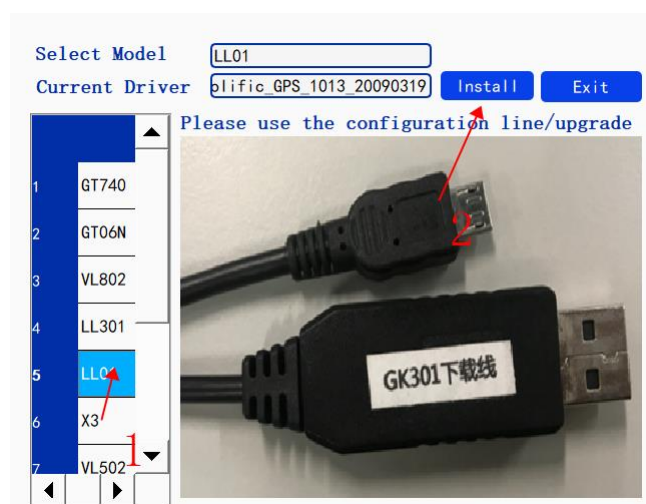 Select Model LL01
Current Driver olific_GPS_1013_20090319 Install Exit
Please use the configuration line/upgrade
1 GT740
2 GT06N
3 VL802
4 LL301
5 LL01
6 X3
7 VL502
1
2
GK301下载线